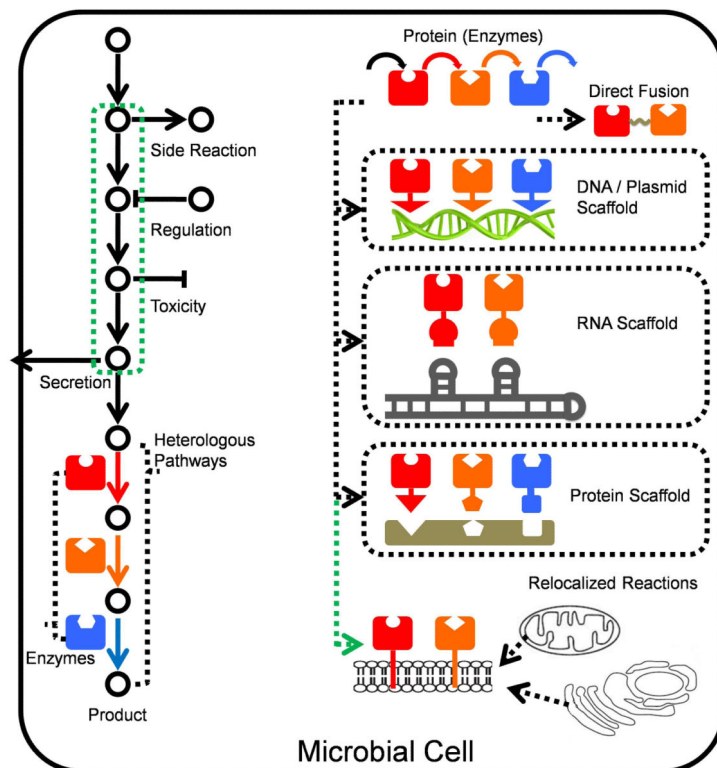 Side Reaction
Regulation
Toxicity
Secretion
Heterologous
Pathways
Enzymes
Product
Protein (Enzymes)
Direct Fusion
DNA / Plasmid
Scaffold
RNA Scaffold
Protein Scaffold
Relocalized Reactions
Microbial Cell